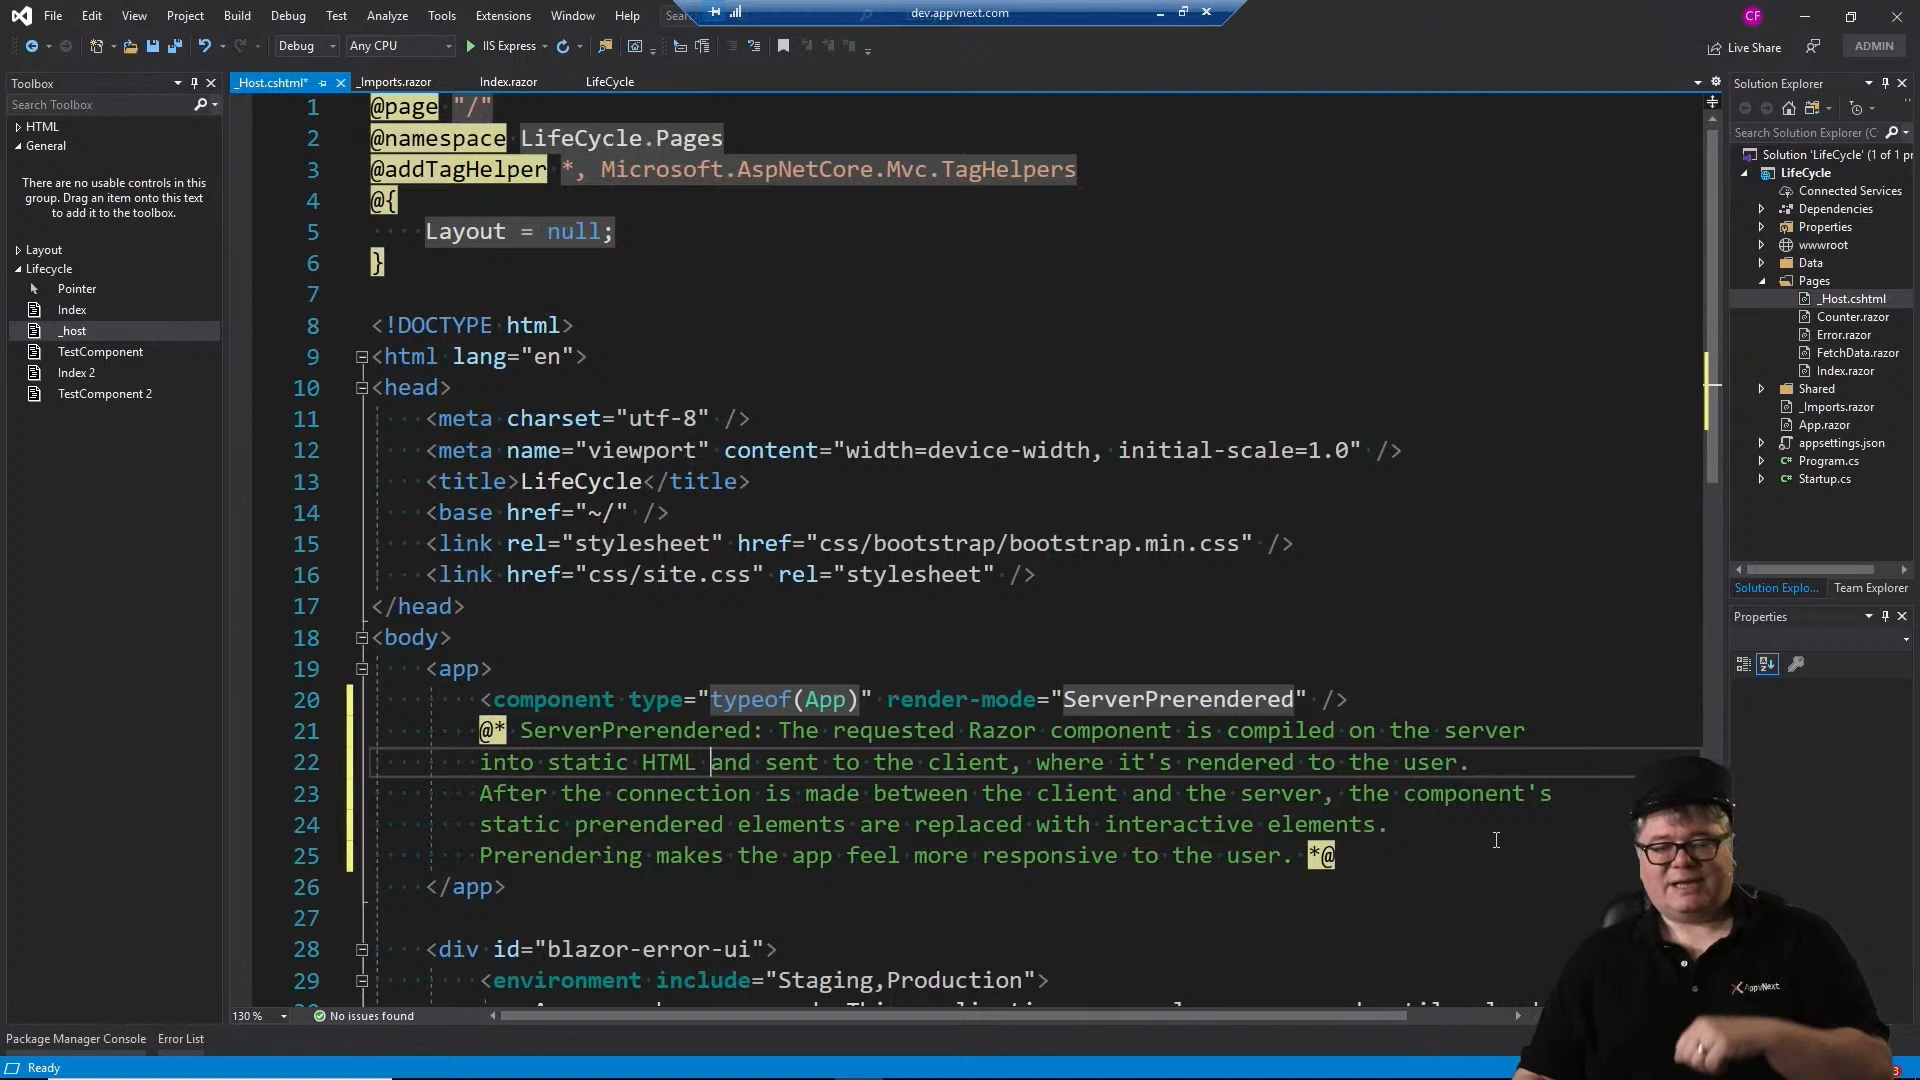 File Edit View Project Build Debug Test Analyze Tools Extensions Window Help
dev.appvnext.com
CF
Debug Any CPU IIS Express
Live Share
ADMIN
Toolbox
Search Toolbox
HTML
General
There are no usable controls in this
group. Drag an item onto this text
to add it to the toolbox.
Layout
Lifecycle
Pointer
Index
_host
TestComponent
Index 2
TestComponent 2
_Host.cshtml* _Imports.razor Index.razor LifeCycle
1 @page "/"
2 @namespace LifeCycle.Pages
3 @addTagHelper *, Microsoft.AspNetCore.Mvc.TagHelpers
4 @{
5 Layout = null;
6 }
7
8 <!DOCTYPE html>
9 <html lang="en">
10 <head>
11 <meta charset="utf-8" />
12 <meta name="viewport" content="width=device-width, initial-scale=1.0" />
13 <title>LifeCycle</title>
14 <base href="~/" />
15 <link rel="stylesheet" href="css/bootstrap/bootstrap.min.css" />
16 <link href="css/site.css" rel="stylesheet" />
17 </head>
18 <body>
19 <app>
20 <component type="typeof(App)" render-mode="ServerPrerendered" />
21 @* ServerPrerendered: The requested Razor component is compiled on the server
22 into static HTML and sent to the client, where it's rendered to the user.
23 After the connection is made between the client and the server, the component's
24 static prerendered elements are replaced with interactive elements.
25 Prerendering makes the app feel more responsive to the user. *@
26 </app>
27
28 <div id="blazor-error-ui">
29 <environment include="Staging,Production">
130 %
No issues found
Solution Explorer
Search Solution Explorer (C
Solution 'LifeCycle' (1 of 1 pr
LifeCycle
Connected Services
Dependencies
Properties
wwwroot
Data
Pages
_Host.cshtml
Counter.razor
Error.razor
FetchData.razor
Index.razor
Shared
_Imports.razor
App.razor
appsettings.json
Program.cs
Startup.cs
Solution Explo... Team Explorer
Properties
AppvNext
Package Manager Console Error List
Ready
3